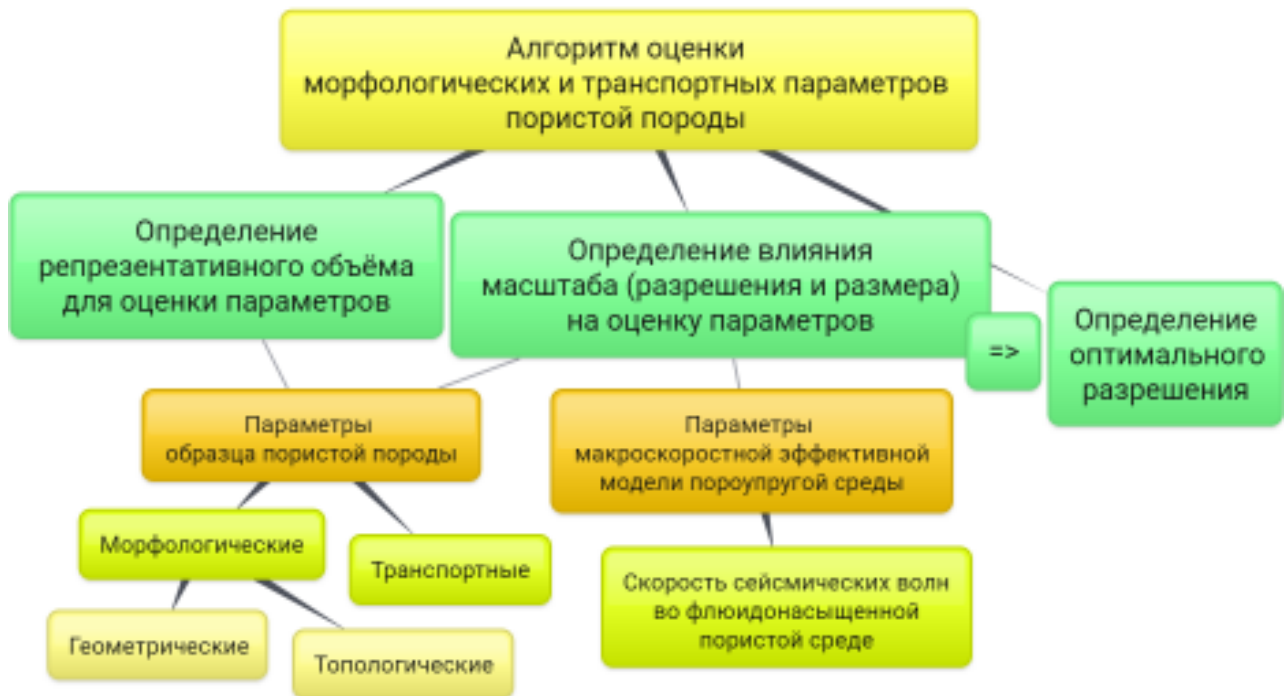 Алгоритм оценки
морфологических и транспортных параметров
пористой породы
Определение
репрезентативного объёма
для оценки параметров
Определение влияния
масштаба (разрешения и размера)
на оценку параметров
=>
Определение
оптимального
разрешения
Параметры
образца пористой породы
Параметры
макроскоростной эффективной
модели пороупругой среды
Морфологические
Транспортные
Скорость сейсмических волн
во флюидонасыщенной
пористой среде
Геометрические
Топологические